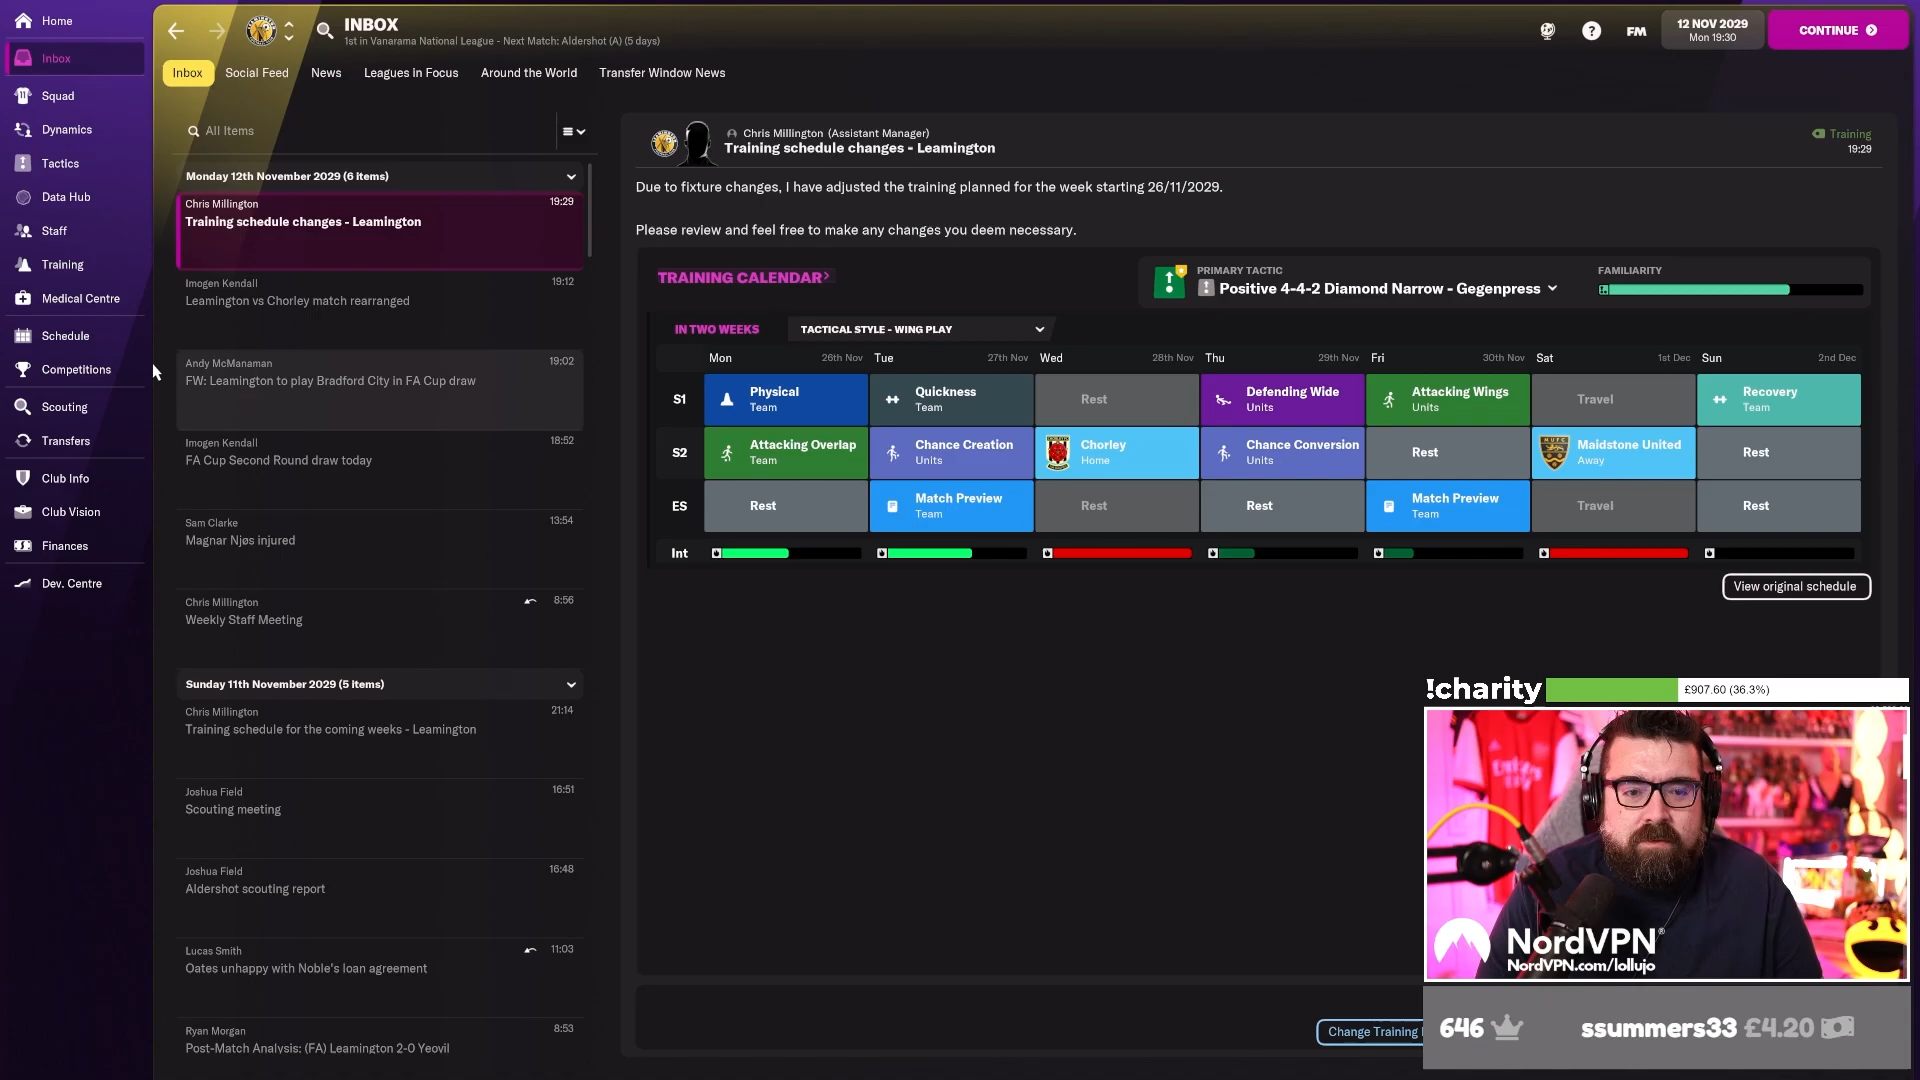 Home
Inbox
Squad
Dynamics
Tactics
Data Hub
Staff
Training
Medical Centre
Schedule
Competitions
Scouting
Transfers
Club Info
Club Vision
Finances
Dev. Centre
INBOX
1st in Vanarama National League - Next Match: Aldershot (A) (5 days)
FM
12 NOV 2029
Mon 19:30
CONTINUE
Inbox Social Feed News Leagues in Focus Around the World Transfer Window News
All Items
Monday 12th November 2029 (6 items)
Chris Millington 19:29
Training schedule changes - Leamington
Imogen Kendall 19:12
Leamington vs Chorley match rearranged
Andy McManaman 19:02
FW: Leamington to play Bradford City in FA Cup draw
Imogen Kendall 18:52
FA Cup Second Round draw today
Sam Clarke 13:54
Magnar Njøs injured
Chris Millington 8:56
Weekly Staff Meeting
Sunday 11th November 2029 (5 items)
Chris Millington 21:14
Training schedule for the coming weeks - Leamington
Joshua Field 16:51
Scouting meeting
Joshua Field 16:48
Aldershot scouting report
Lucas Smith 11:03
Oates unhappy with Noble's loan agreement
Ryan Morgan 8:53
Post-Match Analysis: (FA) Leamington 2-0 Yeovil
Chris Millington (Assistant Manager)
Training schedule changes - Leamington
Training
19:29
Due to fixture changes, I have adjusted the training planned for the week starting 26/11/2029.
Please review and feel free to make any changes you deem necessary.
TRAINING CALENDAR
PRIMARY TACTIC
Positive 4-4-2 Diamond Narrow - Gegenpress
FAMILIARITY
IN TWO WEEKS
TACTICAL STYLE - WING PLAY
Mon 26th Nov Tue 27th Nov Wed 28th Nov Thu 29th Nov Fri 30th Nov Sat 1st Dec Sun 2nd Dec
S1 Physical Quickness Rest Defending Wide Attacking Wings Travel Recovery
Team Team Units Units Team
S2 Attacking Overlap Chance Creation Chorley Chance Conversion Rest Maidstone United Rest
Team Units Home Units Away
ES Rest Match Preview Rest Rest Match Preview Travel Rest
Team Team
Int
View original schedule
Change Training
!charity
£907.60 (36.3%)
NordVPN®
NordVPN.com/lollujo
646
ssummers33 £4.20